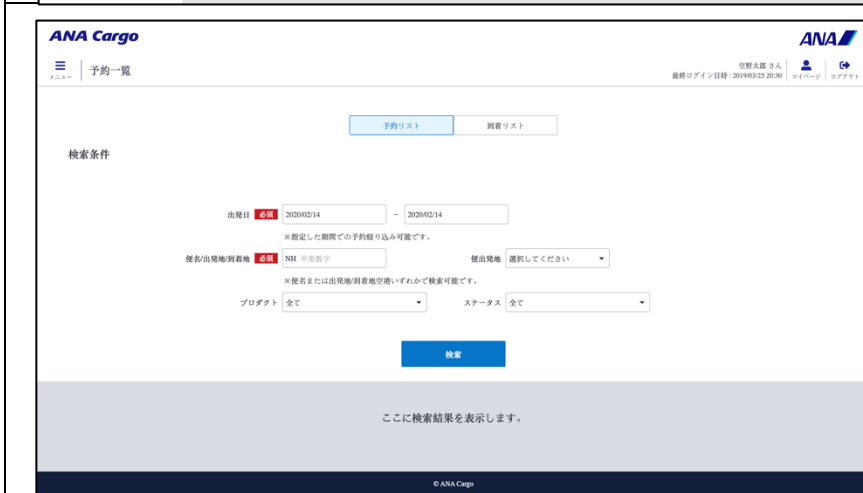 ANA Cargo
ANA
メニュー
予約一覧
空野太郎 さん
最終ログイン日時 : 2019/03/25 20:30
マイページ
ログアウト
予約リスト 到着リスト
検索条件
出発日 必須 2020/02/14 ~ 2020/02/14
※指定した期間での予約絞り込み可能です。
便名/出発地/到着地 必須 NH 半角数字 便出発地 選択してください
※便名または出発地/到着地空港いずれかで検索可能です。
プロダクト 全て ステータス 全て
検索
ここに検索結果を表示します。
© ANA Cargo